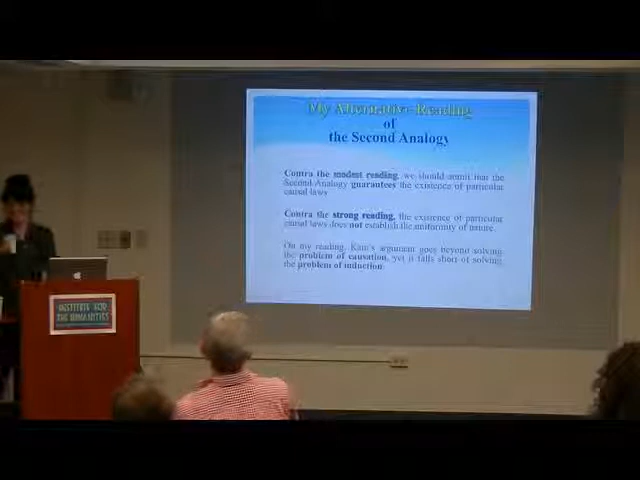 My Alternative Reading
of
the Second Analogy
Contra the modest reading, we should admit that the
Second Analogy guarantees the existence of particular
causal laws
Contra the strong reading, the existence of particular
causal laws does not establish the uniformity of nature.
On my reading, Kant's argument goes beyond solving
the problem of causation, yet it falls short of solving
the problem of induction.
INSTITUTE FOR
THE HUMANITIES